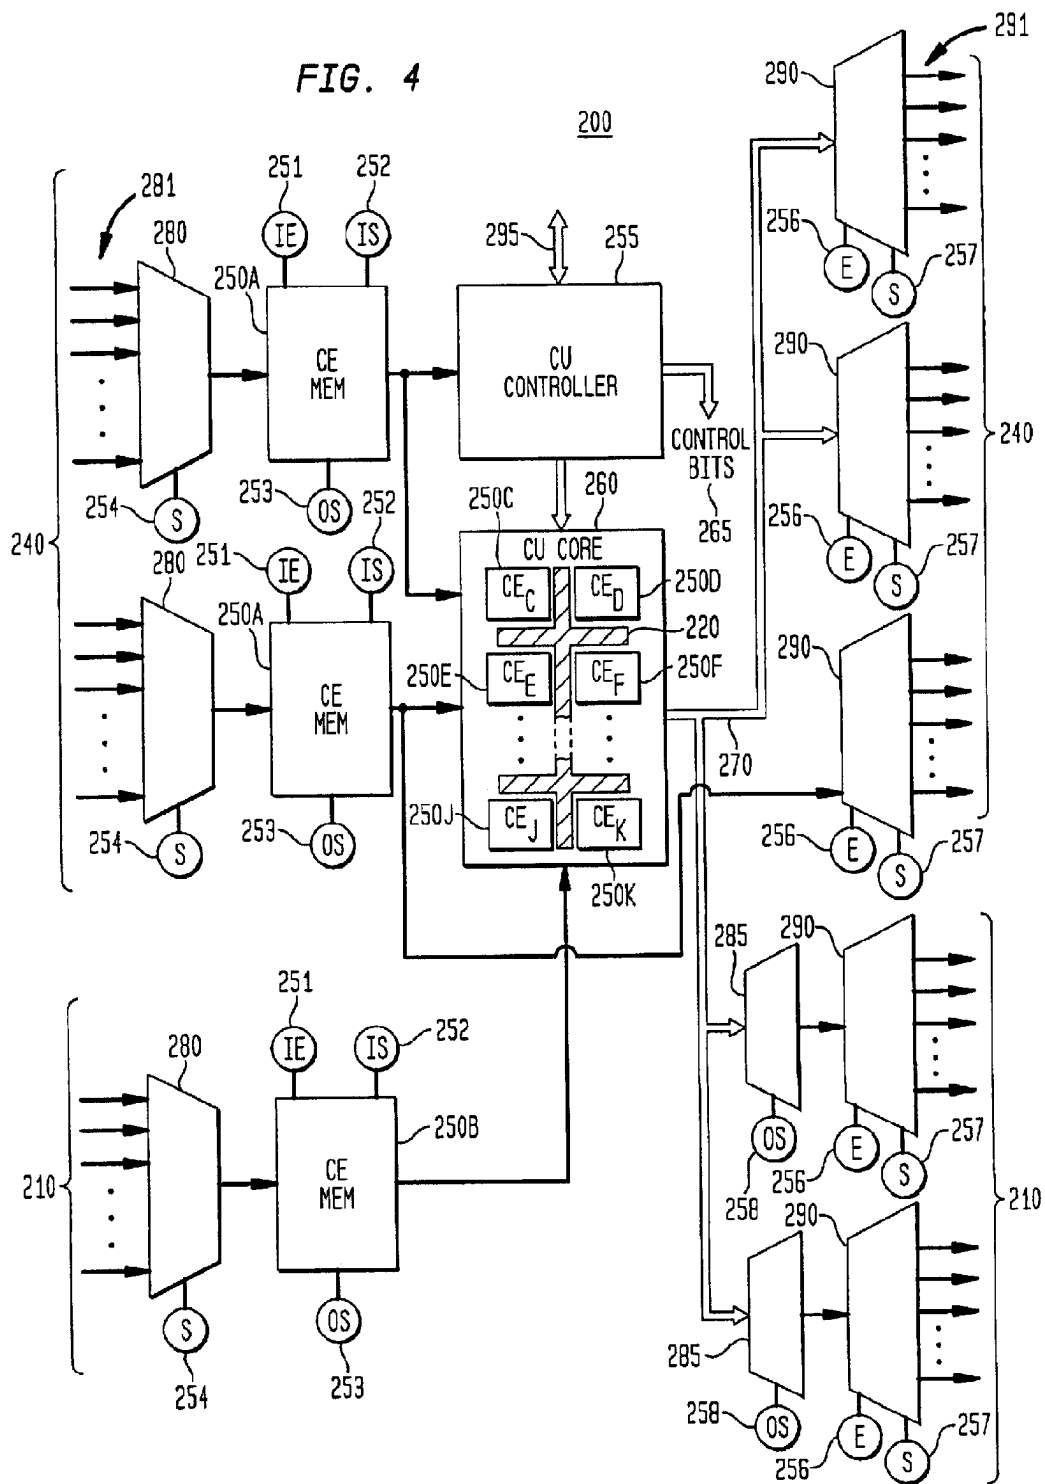 FIG. 4
200
291
290
251
252
281
280
295
255
256
E
257
S
250A
IE
IS
CE
MEM
CU
CONTROLLER
290
CONTROL
BITS
265
240
254
S
253
OS
252
250C
260
256
E
257
S
240
251
280
IE
IS
CU CORE
CE_C
CE_D
250D
250A
220
290
CE
MEM
250E
CE_E
CE_F
250F
270
254
S
253
OS
250J
CE_J
CE_K
250K
256
E
257
S
290
285
251
252
280
IE
IS
250B
CE
MEM
210
OS
258
256
E
257
S
290
210
254
S
OS
253
285
258
OS
256
E
257
S